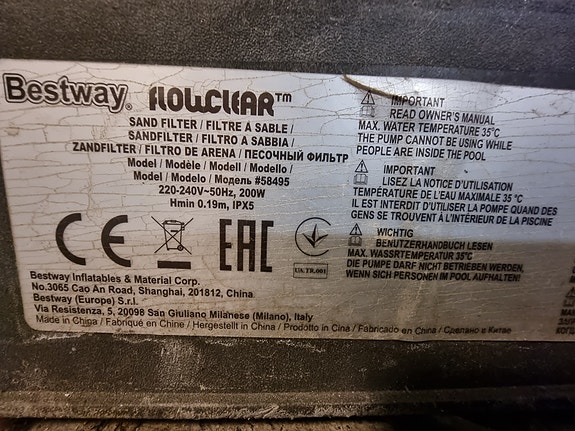 Bestway® FLOWCLEAR™
SAND FILTER / FILTRE À SABLE /
SANDFILTER / FILTRO A SABBIA /
ZANDFILTER / FILTRO DE ARENA / ПЕСОЧНЫЙ ФИЛЬТР
Model / Modèle / Modell / Modello /
Model / Modelo / Модель #58495
220-240V~50Hz, 200W
Hmin 0.19m, IPX5
CE
EAC
UA.TR.001
Bestway Inflatables & Material Corp.
No.3065 Cao An Road, Shanghai, 201812, China
Bestway (Europe) S.r.l.
Via Resistenza, 5, 20098 San Giuliano Milanese (Milano), Italy
Made in China / Fabriqué en Chine / Hergestellt in China / Prodotto in Cina / Fabricado en China / Сделано в Китае
IMPORTANT
READ OWNER'S MANUAL
MAX. WATER TEMPERATURE 35°C
THE PUMP CANNOT BE USING WHILE
PEOPLE ARE INSIDE THE POOL
IMPORTANT
LISEZ LA NOTICE D'UTILISATION
TEMPÉRATURE DE L'EAU MAXIMALE 35 °C
IL EST INTERDIT D'UTILISER LA POMPE QUAND DES
GENS SE TROUVENT À L'INTÉRIEUR DE LA PISCINE
WICHTIG
BENUTZERHANDBUCH LESEN
MAX. WASSRTEMPERATUR 35°C
DIE PUMPE DARF NICHT BETRIEBEN WERDEN,
WENN SICH PERSONEN IM POOL AUFHALTEN!